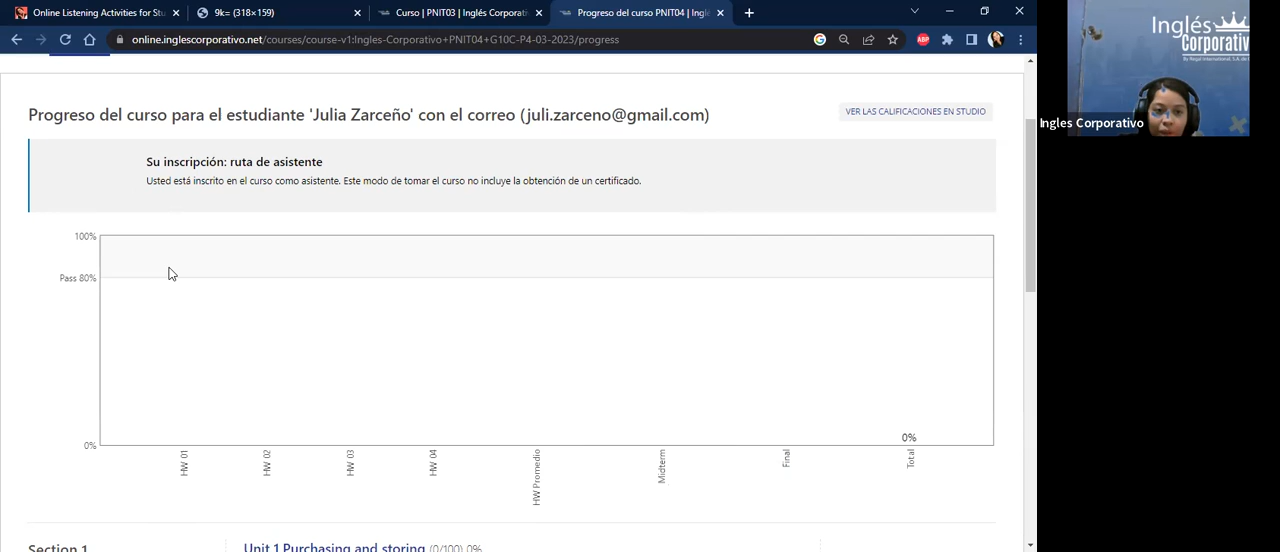 Online Listening Activities for Stu
9k= (318×159)
Curso | PNIT03 | Inglés Corporati
Progreso del curso PNIT04 | Ingl
online.inglescorporativo.net/courses/course-v1:Ingles-Corporativo+PNIT04+G10C-P4-03-2023/progress
ABP
Progreso del curso para el estudiante 'Julia Zarceño' con el correo (juli.zarceno@gmail.com)
VER LAS CALIFICACIONES EN STUDIO
Su inscripción: ruta de asistente
Usted está inscrito en el curso como asistente. Este modo de tomar el curso no incluye la obtención de un certificado.
100%
Pass 80%
0%
0%
HW 01
HW 02
HW 03
HW 04
HW Promedio
Midterm
Final
Total
Section 1
Unit 1 Purchasing and storing (0/100) 0%
Inglés
Corporativ
Ingles Corporativo